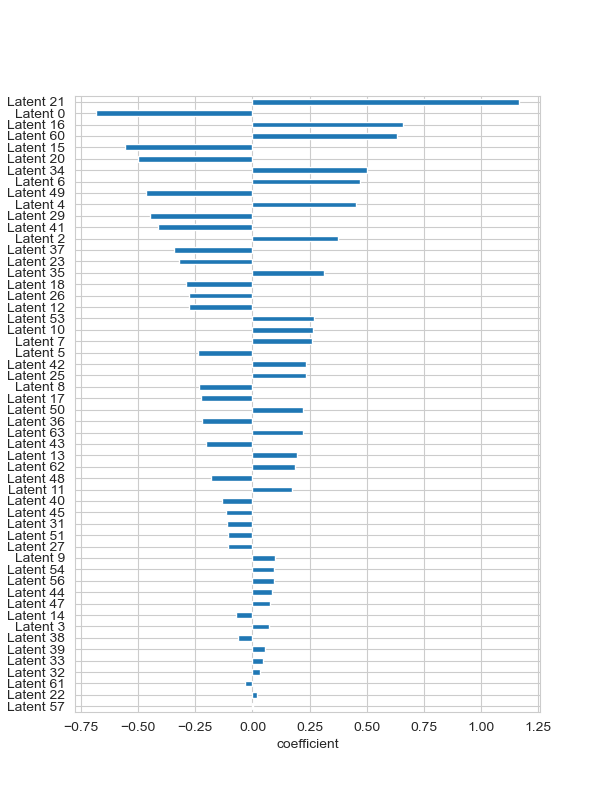 Latent 21
Latent 0
Latent 16
Latent 60
Latent 15
Latent 20
Latent 34
Latent 6
Latent 49
Latent 4
Latent 29
Latent 41
Latent 2
Latent 37
Latent 23
Latent 35
Latent 18
Latent 26
Latent 12
Latent 53
Latent 10
Latent 7
Latent 5
Latent 42
Latent 25
Latent 8
Latent 17
Latent 50
Latent 36
Latent 63
Latent 43
Latent 13
Latent 62
Latent 48
Latent 11
Latent 40
Latent 45
Latent 31
Latent 51
Latent 27
Latent 9
Latent 54
Latent 56
Latent 44
Latent 47
Latent 14
Latent 3
Latent 38
Latent 39
Latent 33
Latent 32
Latent 61
Latent 22
Latent 57
−0.75 −0.50 −0.25 0.00 0.25 0.50 0.75 1.00 1.25
coefficient